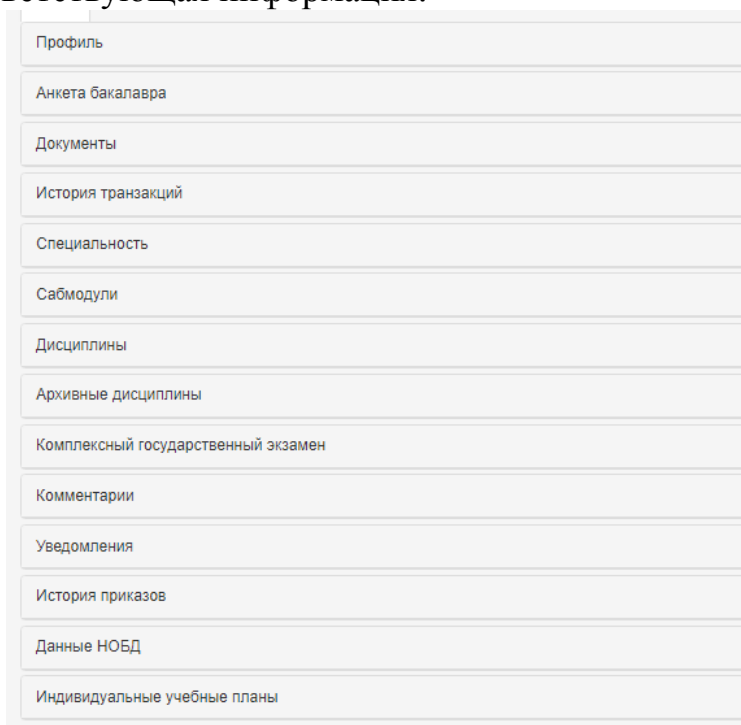 Профиль
Анкета бакалавра
Документы
История транзакций
Специальность
Сабмодули
Дисциплины
Архивные дисциплины
Комплексный государственный экзамен
Комментарии
Уведомления
История приказов
Данные НОБД
Индивидуальные учебные планы